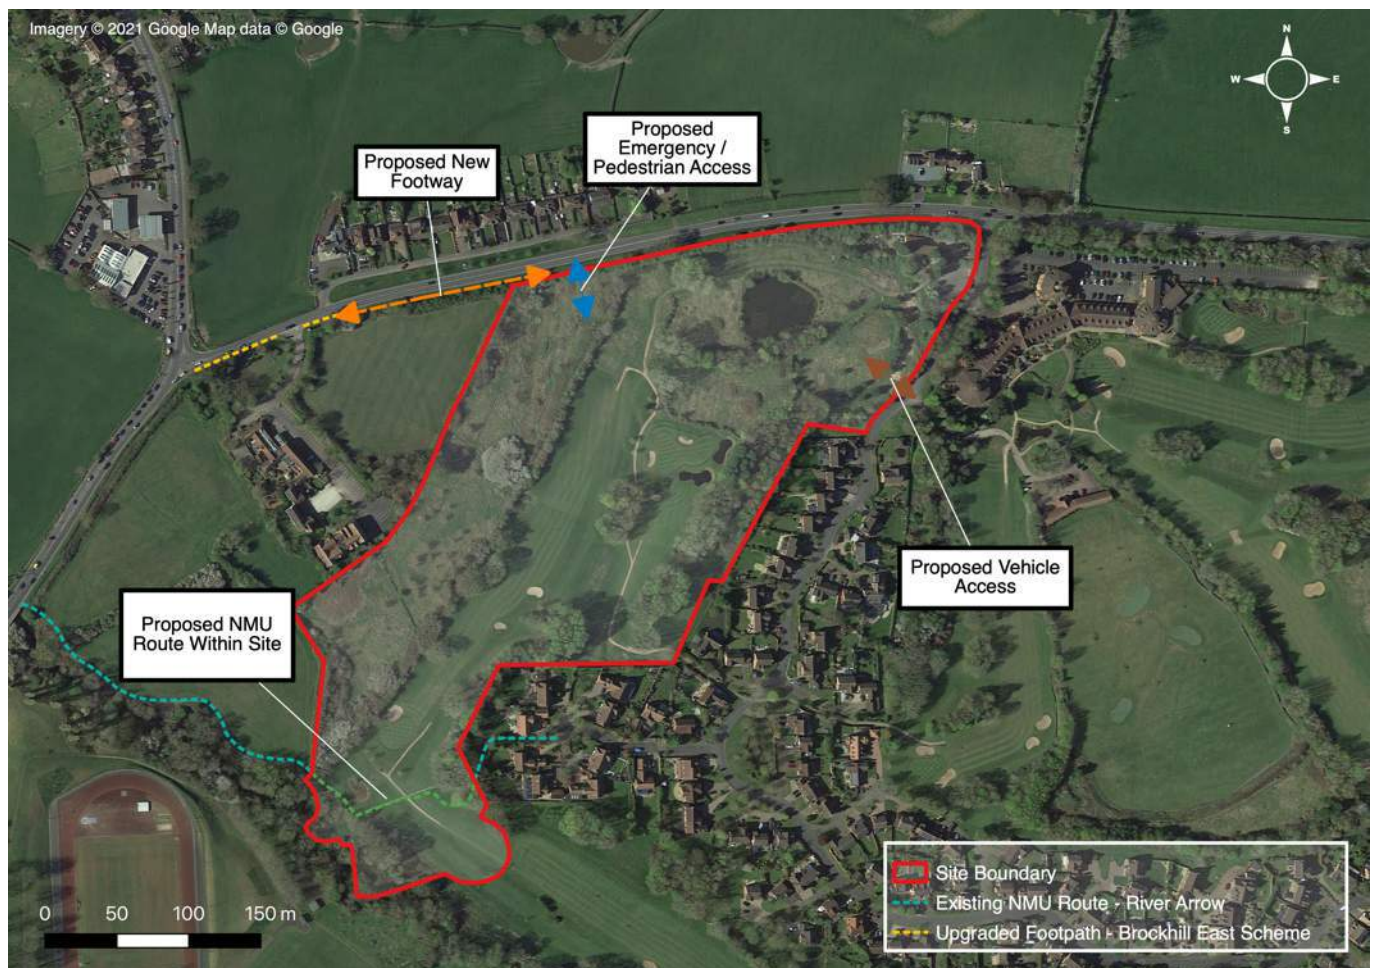 Imagery © 2021 Google Map data © Google
N
W
E
S
Proposed
Emergency /
Pedestrian Access
Proposed New
Footway
Proposed Vehicle
Access
Proposed NMU
Route Within Site
Site Boundary
Existing NMU Route - River Arrow
Upgraded Footpath - Brockhill East Scheme
0 50 100 150 m